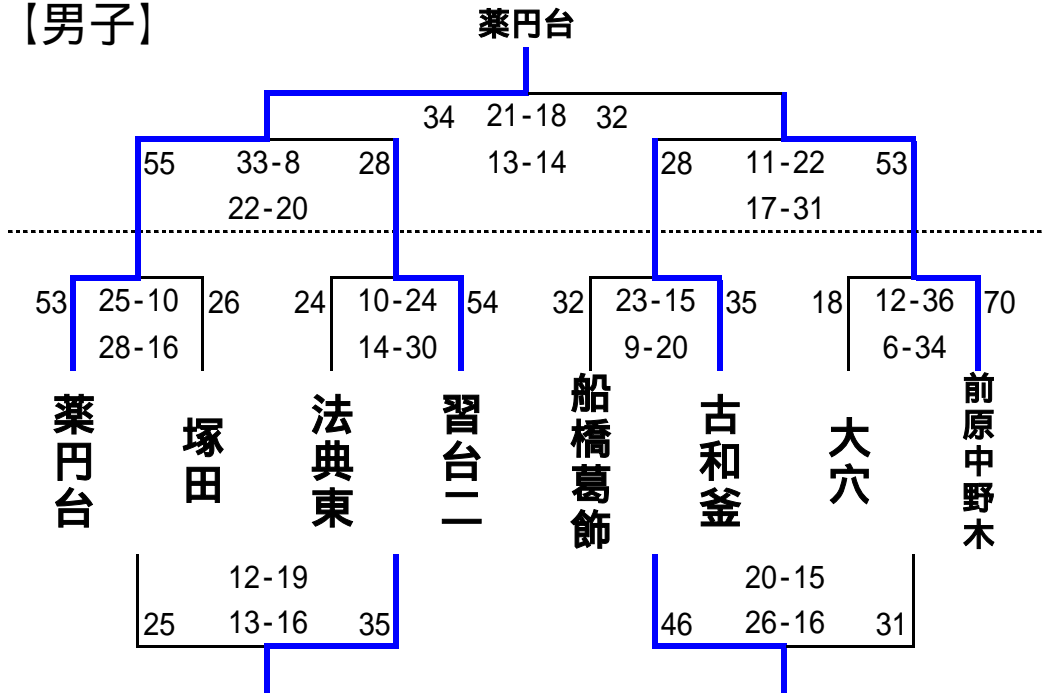 【男子】
薬円台
34 21-18 32
13-14
55 33-8 28
22-20
28 11-22 53
17-31
53 25-10 26
28-16
24 10-24 54
14-30
32 23-15 35
9-20
18 12-36 70
6-34
薬円台
塚田
法典東
習台二
船橋葛飾
古和釜
大穴
前原中野木
12-19
25 13-16 35
20-15
46 26-16 31